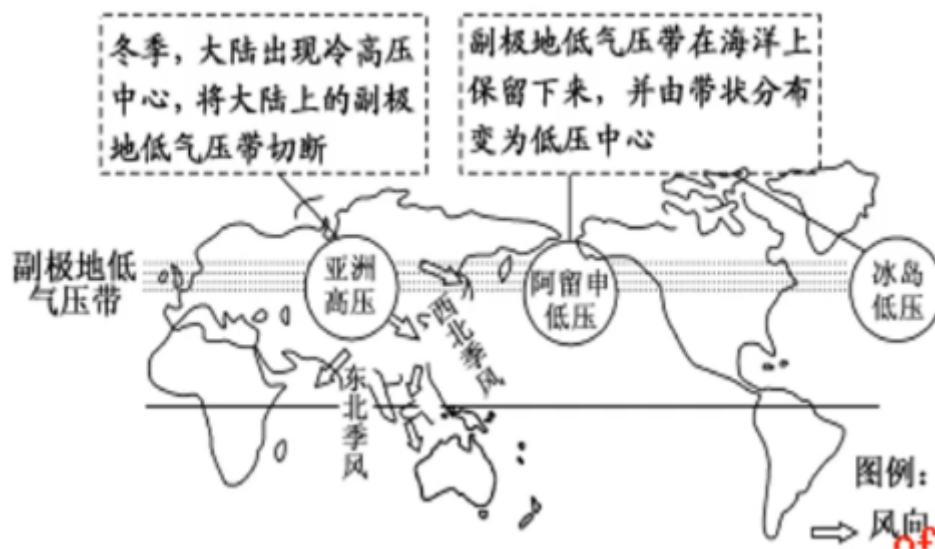 冬季，大陆出现冷高压
中心，将大陆上的副极
地低气压带切断
副极地低气压带在海洋上
保留下来，并由带状分布
变为低压中心
副极地低
气压带
亚洲
高压
阿留申
低压
冰岛
低压
西北季风
东北季风
图例：
风向
of